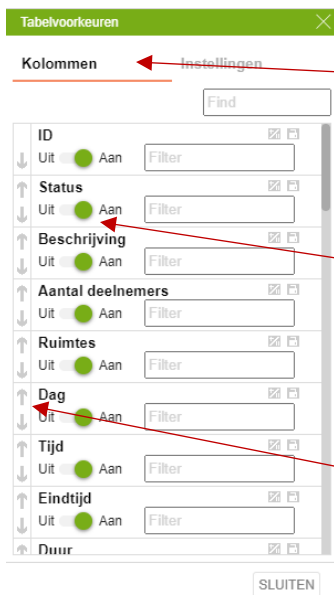 Tabelvoorkeuren
Kolommen Instellingen
Find
ID
Uit Aan Filter
Status
Uit Aan Filter
Beschrijving
Uit Aan Filter
Aantal deelnemers
Uit Aan Filter
Ruimtes
Uit Aan Filter
Dag
Uit Aan Filter
Tijd
Uit Aan Filter
Eindtijd
Uit Aan Filter
Duur
SLUITEN